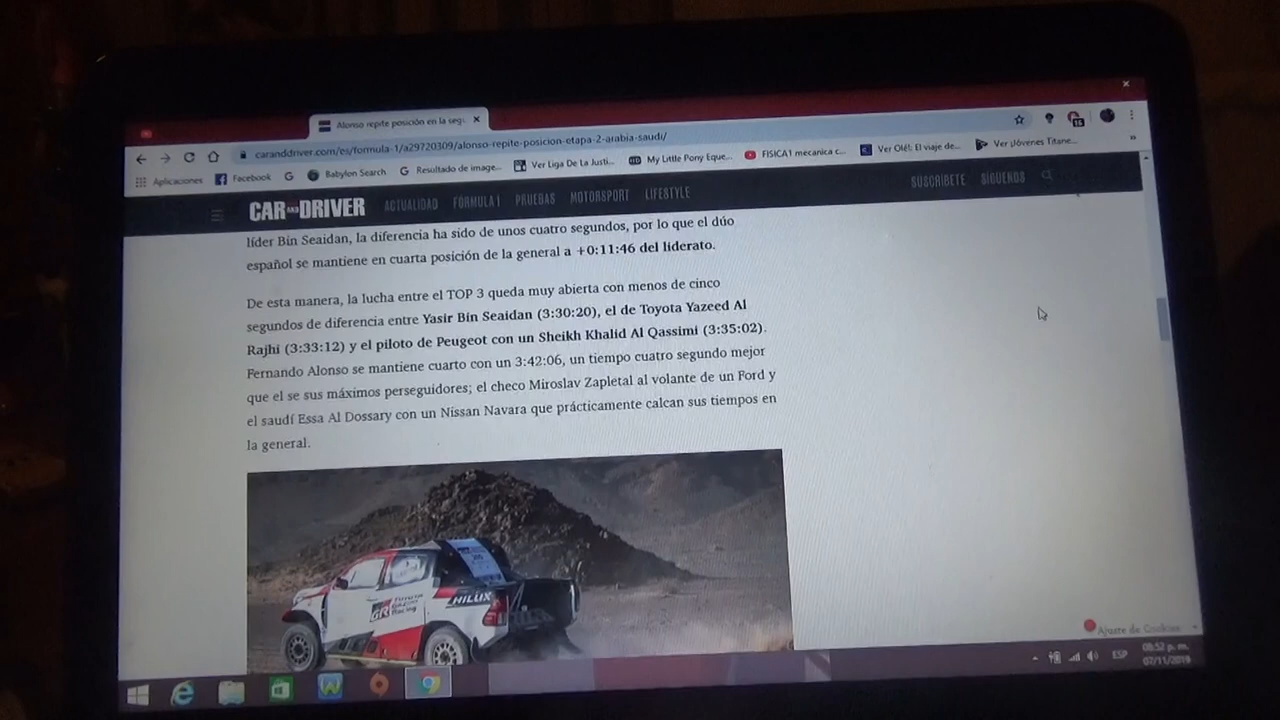 Alonso repite posición en la segu
caranddriver.com/es/formula-1/a29720309/alonso-repite-posicion-etapa-2-arabia-saudi/
16
Aplicaciones Facebook G Babylon Search Resultado de image... Ver Liga De La Justi... My Little Pony Eque... FISICA1 mecanica c... Ver Olé!: El viaje de... Ver ¡Jóvenes Titane...
CAR AND DRIVER ACTUALIDAD FÓRMULA 1 PRUEBAS MOTORSPORT LIFESTYLE SUSCRÍBETE SÍGUENOS
líder Bin Seaidan, la diferencia ha sido de unos cuatro segundos, por lo que el dúo
español se mantiene en cuarta posición de la general a +0:11:46 del liderato.
De esta manera, la lucha entre el TOP 3 queda muy abierta con menos de cinco
segundos de diferencia entre Yasir Bin Seaidan (3:30:20), el de Toyota Yazeed Al
Rajhi (3:33:12) y el piloto de Peugeot con un Sheikh Khalid Al Qassimi (3:35:02).
Fernando Alonso se mantiene cuarto con un 3:42:06, un tiempo cuatro segundo mejor
que el se sus máximos perseguidores; el checo Miroslav Zapletal al volante de un Ford y
el saudí Essa Al Dossary con un Nissan Navara que prácticamente calcan sus tiempos en
la general.
GR TOYOTA GAZOO Racing
HILUX
Ajuste de Cookies
ESP
08:52 p. m.
07/11/2019